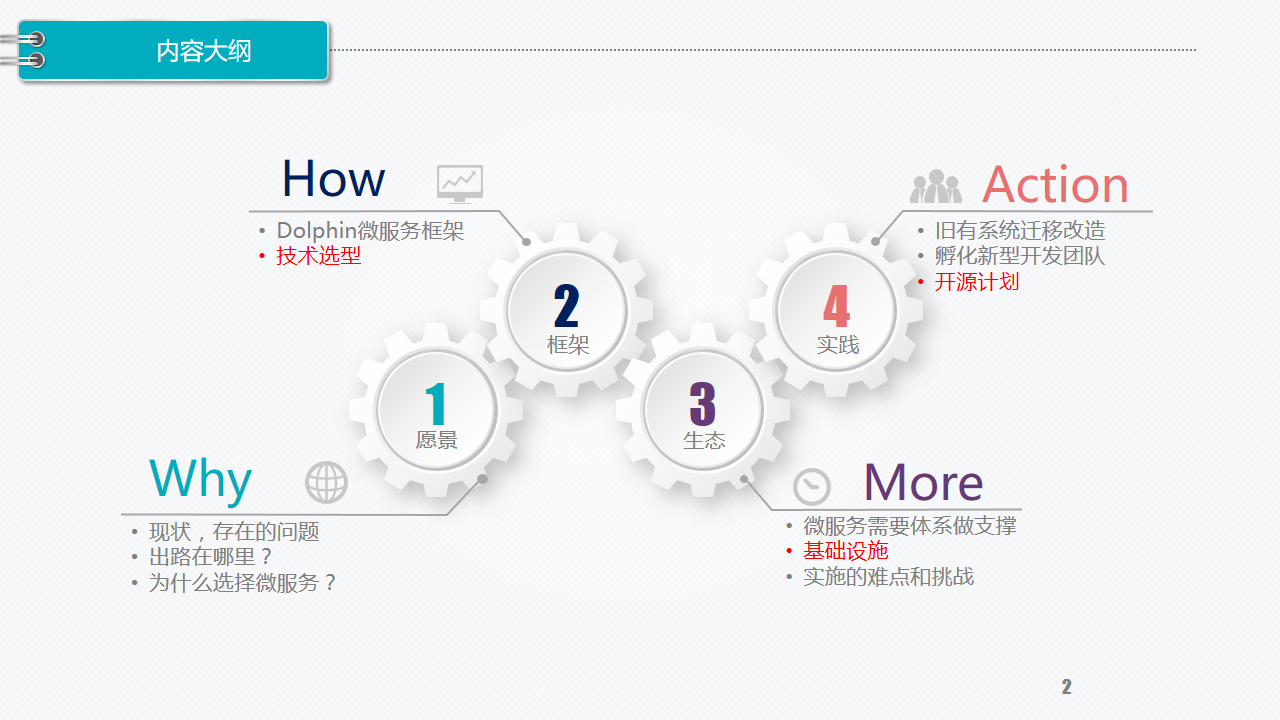 内容大纲
How
• Dolphin微服务框架
• 技术选型
Action
• 旧有系统迁移改造
• 孵化新型开发团队
• 开源计划
2
框架
4
实践
1
愿景
3
生态
Why
• 现状，存在的问题
• 出路在哪里？
• 为什么选择微服务？
More
• 微服务需要体系做支撑
• 基础设施
• 实施的难点和挑战
2